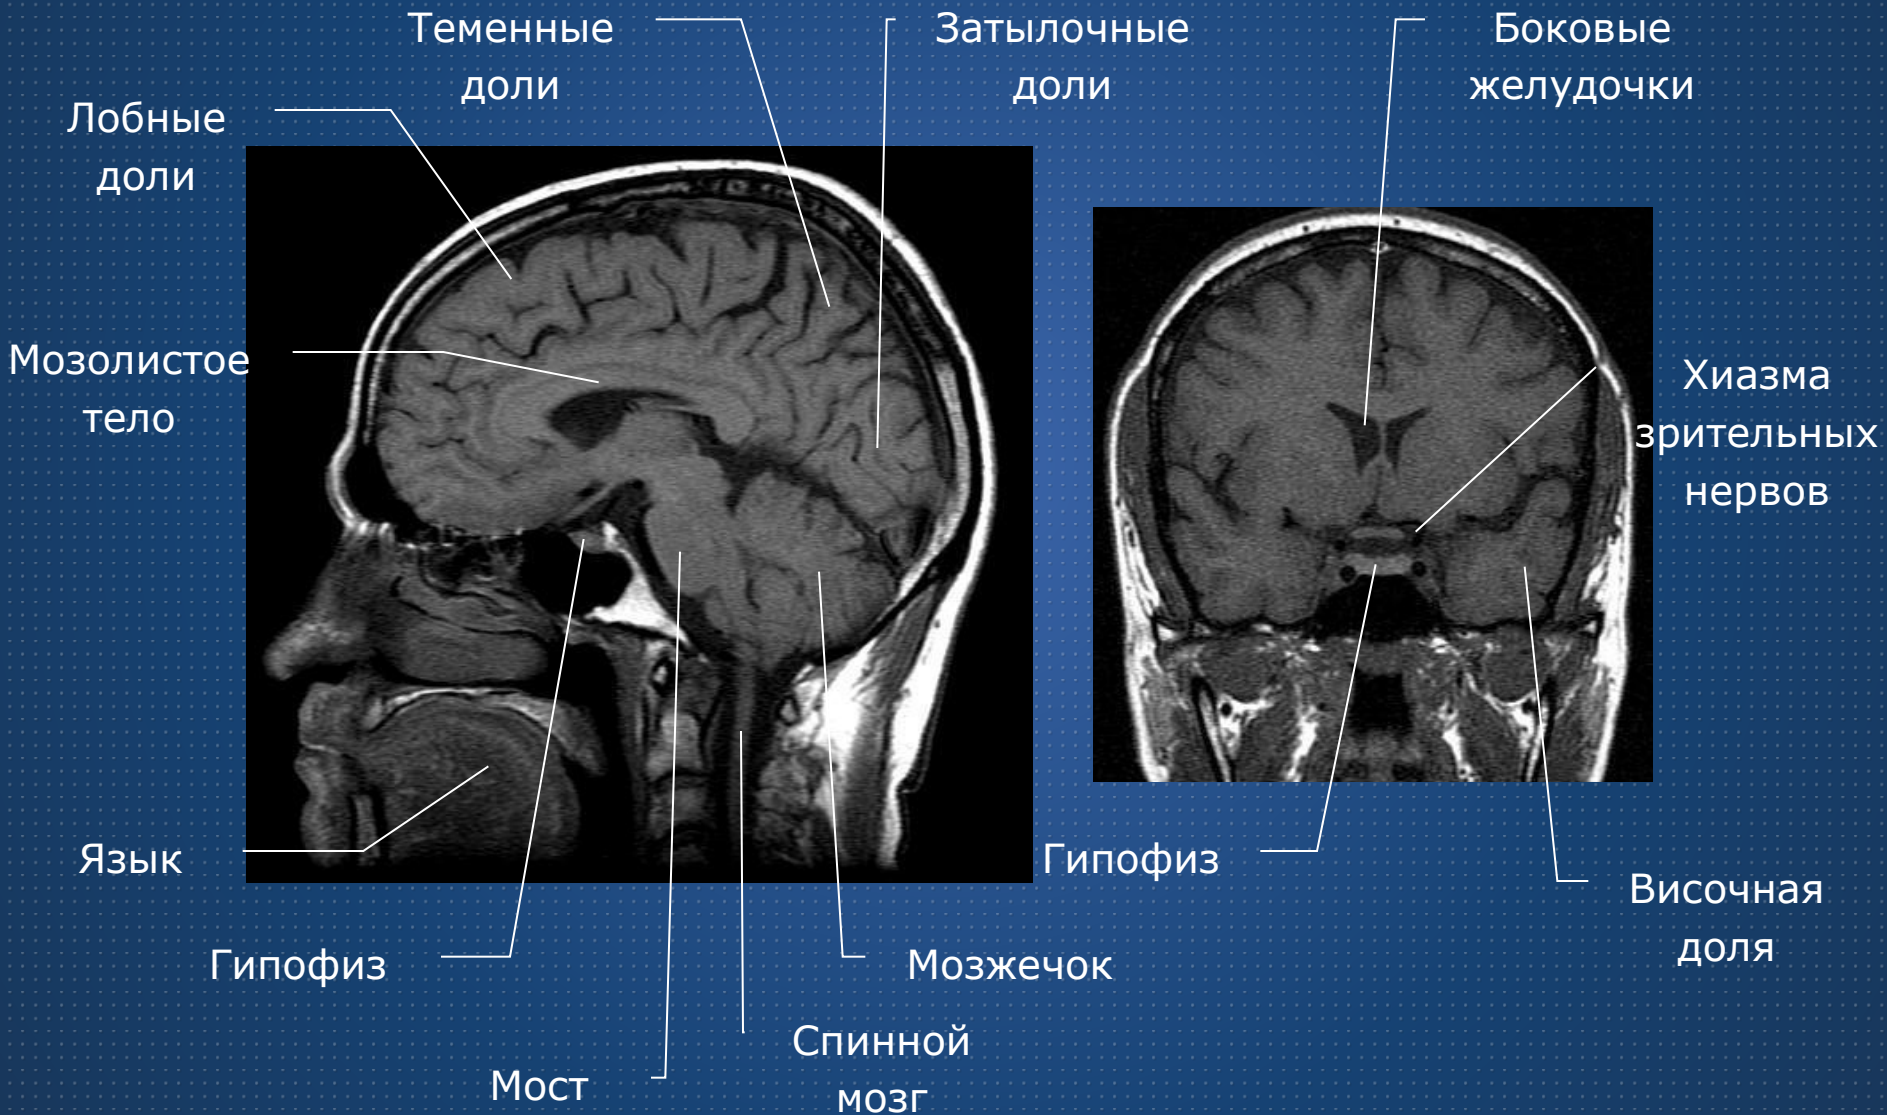 Теменные
доли
Затылочные
доли
Боковые
желудочки
Лобные
доли
Мозолистое
тело
Хиазма
зрительных
нервов
Язык
Гипофиз
Височная
доля
Гипофиз
Мозжечок
Спинной
мозг
Мост